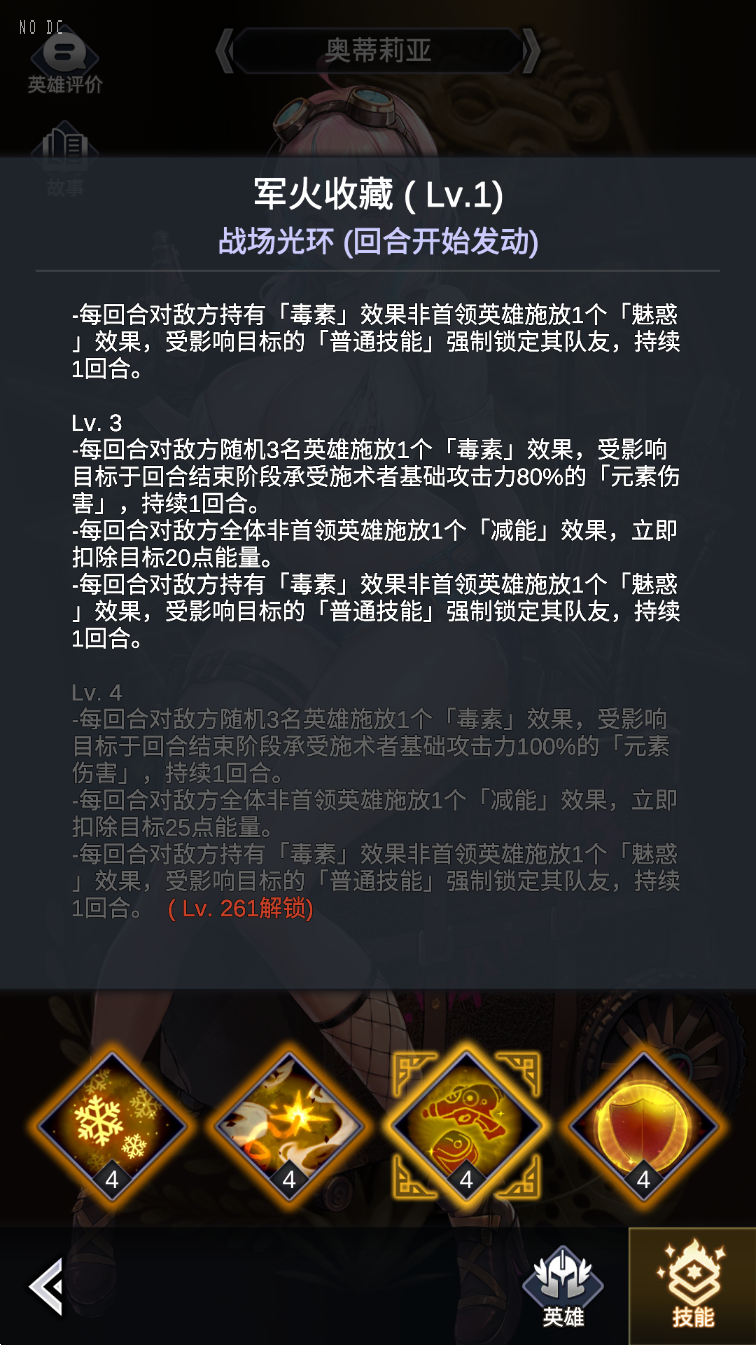 NO DC
奥蒂莉亚
英雄评价
故事
军火收藏 ( Lv.1)
战场光环 (回合开始发动)
-每回合对敌方持有「毒素」效果非首领英雄施放1个「魅惑
」效果，受影响目标的「普通技能」强制锁定其队友，持续
1回合。
Lv. 3
-每回合对敌方随机3名英雄施放1个「毒素」效果，受影响
目标于回合结束阶段承受施术者基础攻击力80%的「元素伤
害」，持续1回合。
-每回合对敌方全体非首领英雄施放1个「减能」效果，立即
扣除目标20点能量。
-每回合对敌方持有「毒素」效果非首领英雄施放1个「魅惑
」效果，受影响目标的「普通技能」强制锁定其队友，持续
1回合。
Lv. 4
-每回合对敌方随机3名英雄施放1个「毒素」效果，受影响
目标于回合结束阶段承受施术者基础攻击力100%的「元素
伤害」，持续1回合。
-每回合对敌方全体非首领英雄施放1个「减能」效果，立即
扣除目标25点能量。
-每回合对敌方持有「毒素」效果非首领英雄施放1个「魅惑
」效果，受影响目标的「普通技能」强制锁定其队友，持续
1回合。 ( Lv. 261解锁)
4
4
4
4
英雄
技能